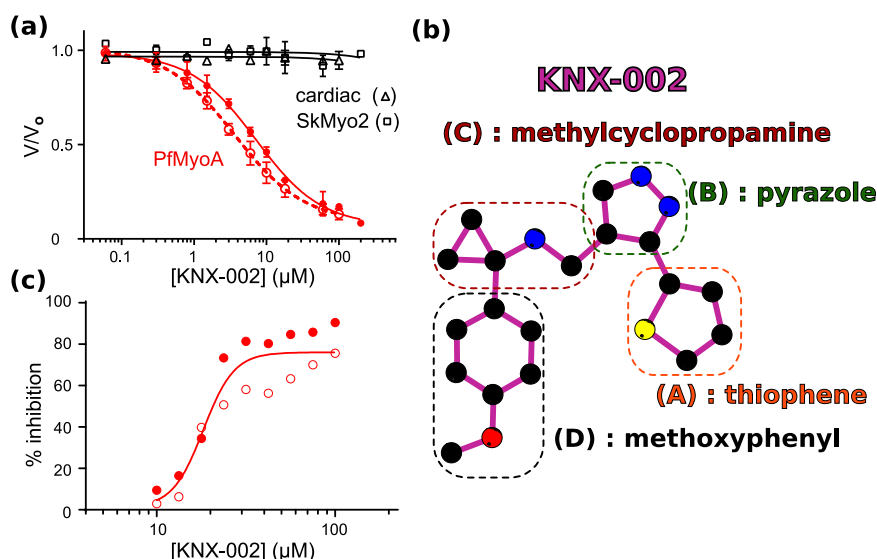 (a)
V/Vo
1.0
0.5
0
cardiac (△)
SkMyo2 (□)
PfMyoA
0.1
1
10
100
[KNX-002] (µM)
(b)
KNX-002
(C) : methylcyclopropamine
(B) : pyrazole
(A) : thiophene
(D) : methoxyphenyl
(c)
% inhibition
100
80
60
40
20
0
10
100
[KNX-002] (µM)